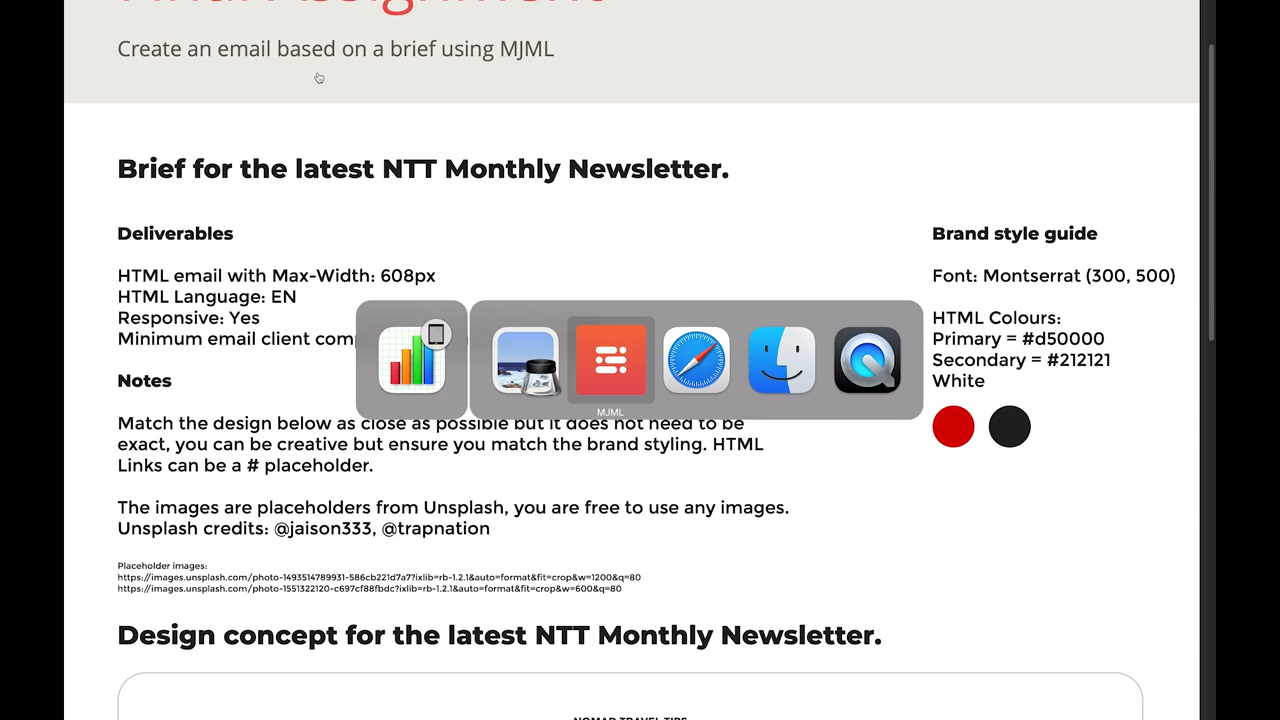 Final Assignment
Create an email based on a brief using MJML
Brief for the latest NTT Monthly Newsletter.
Deliverables
HTML email with Max-Width: 608px
HTML Language: EN
Responsive: Yes
Minimum email client com
Notes
Match the design below as close as possible but it does not need to be
exact, you can be creative but ensure you match the brand styling. HTML
Links can be a # placeholder.
The images are placeholders from Unsplash, you are free to use any images.
Unsplash credits: @jaison333, @trapnation
Placeholder images:
https://images.unsplash.com/photo-1493514789931-586cb221d7a7?ixlib=rb-1.2.1&auto=format&fit=crop&w=1200&q=80
https://images.unsplash.com/photo-1551322120-c697cf88fbdc?ixlib=rb-1.2.1&auto=format&fit=crop&w=600&q=80
Brand style guide
Font: Montserrat (300, 500)
HTML Colours:
Primary = #d50000
Secondary = #212121
White
MJML
Design concept for the latest NTT Monthly Newsletter.
NOMAD TRAVEL TIPS